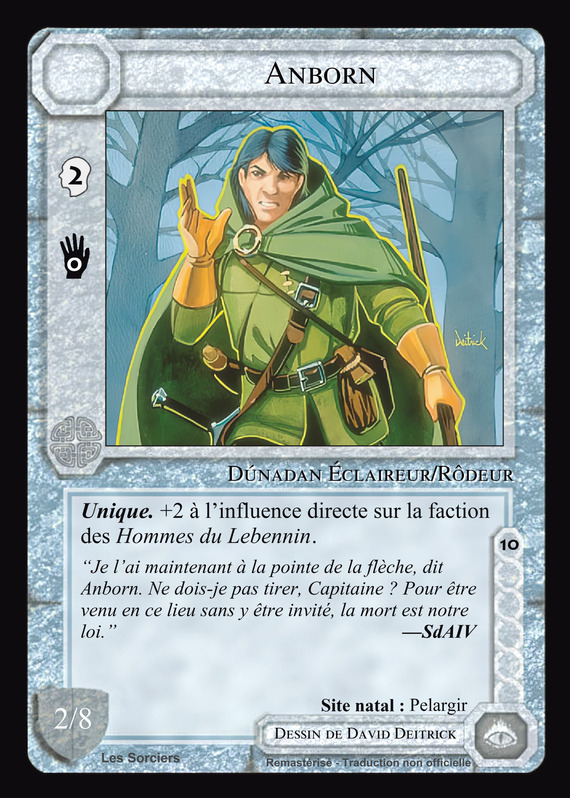 ANBORN
2
0
Deitrick
DÚNADAN ÉCLAIREUR/RÔDEUR
Unique. +2 à l’influence directe sur la faction
des Hommes du Lebennin.
10
“Je l’ai maintenant à la pointe de la flèche, dit
Anborn. Ne dois-je pas tirer, Capitaine ? Pour être
venu en ce lieu sans y être invité, la mort est notre
loi.” —SdAIV
Site natal : Pelargir
2/8
DESSIN DE DAVID DEITRICK
Les Sorciers
Remastérisé - Traduction non officielle